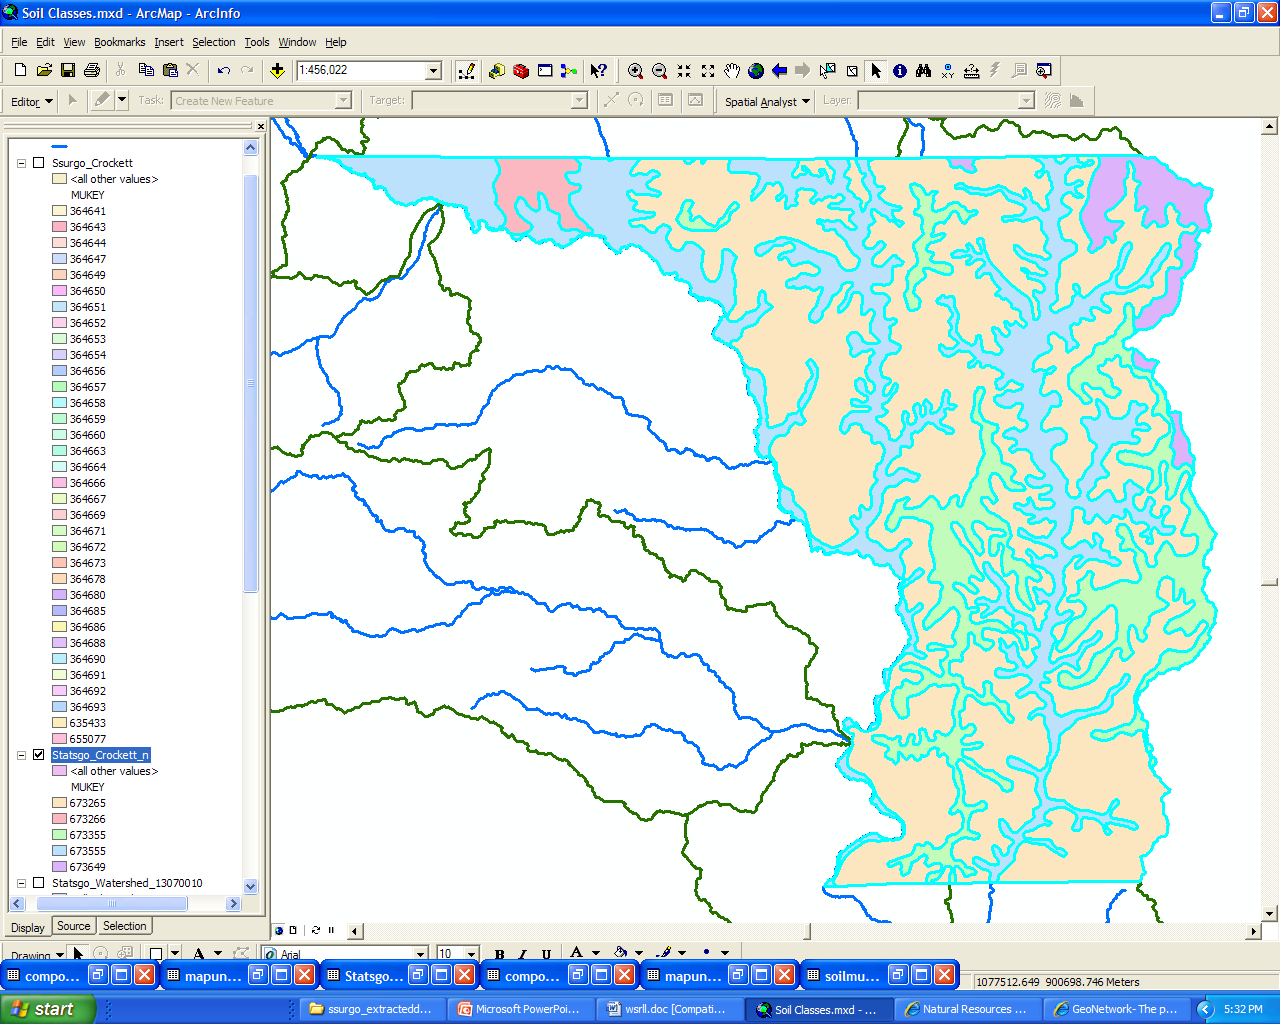 Soil Classes.mxd - ArcMap - ArcInfo
File Edit View Bookmarks Insert Selection Tools Window Help
1:456,022
Editor Task: Create New Feature Target: Spatial Analyst Layer:
Ssurgo_Crockett
<all other values>
MUKEY
364641
364643
364644
364647
364649
364650
364651
364652
364653
364654
364656
364657
364658
364659
364660
364663
364664
364666
364667
364669
364671
364672
364673
364678
364680
364685
364686
364688
364690
364691
364692
364693
635433
655077
Statsgo_Crockett_n
<all other values>
MUKEY
673265
673266
673355
673555
673649
Statsgo_Watershed_13070010
Display Source Selection
Drawing A Arial 10 B I U A
compo... mapun... Statsgo... compo... mapun... soilmu...
1077512.649 900698.746 Meters
start ssurgo_extractedd... Microsoft PowerPoi... wsrll.doc [Compati... Soil Classes.mxd - ... Natural Resources ... GeoNetwork- The p... 5:32 PM